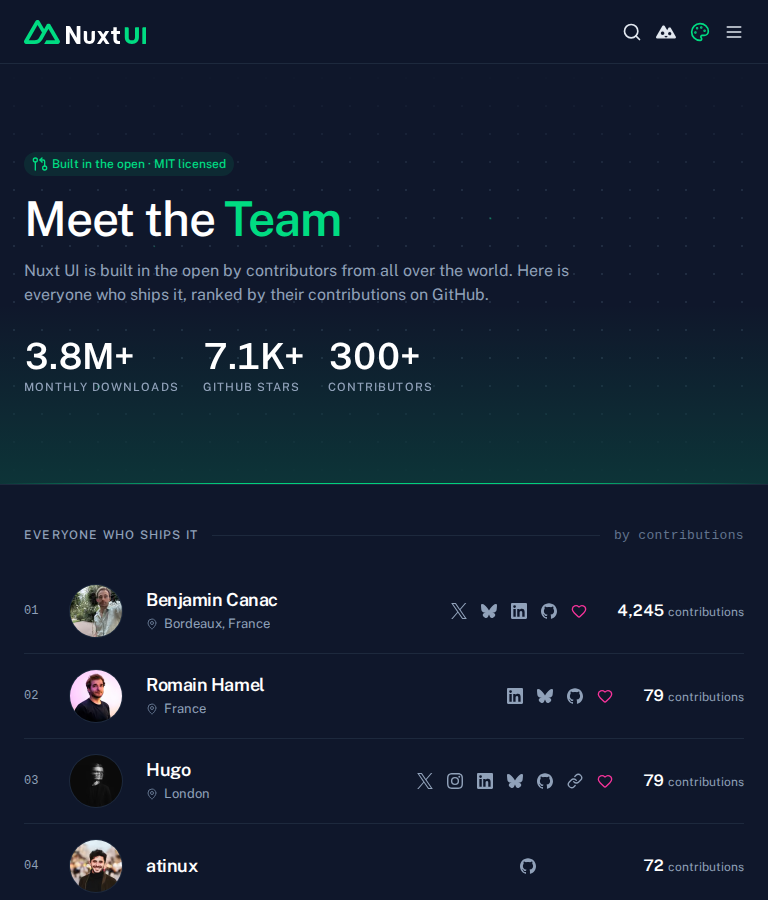 Nuxt UI
Built in the open · MIT licensed
Meet the Team
Nuxt UI is built in the open by contributors from all over the world. Here is
everyone who ships it, ranked by their contributions on GitHub.
3.8M+ 7.1K+ 300+
MONTHLY DOWNLOADS GITHUB STARS CONTRIBUTORS
EVERYONE WHO SHIPS IT by contributions
01 Benjamin Canac 4,245 contributions
Bordeaux, France
02 Romain Hamel 79 contributions
France
03 Hugo 79 contributions
London
04 atinux 72 contributions